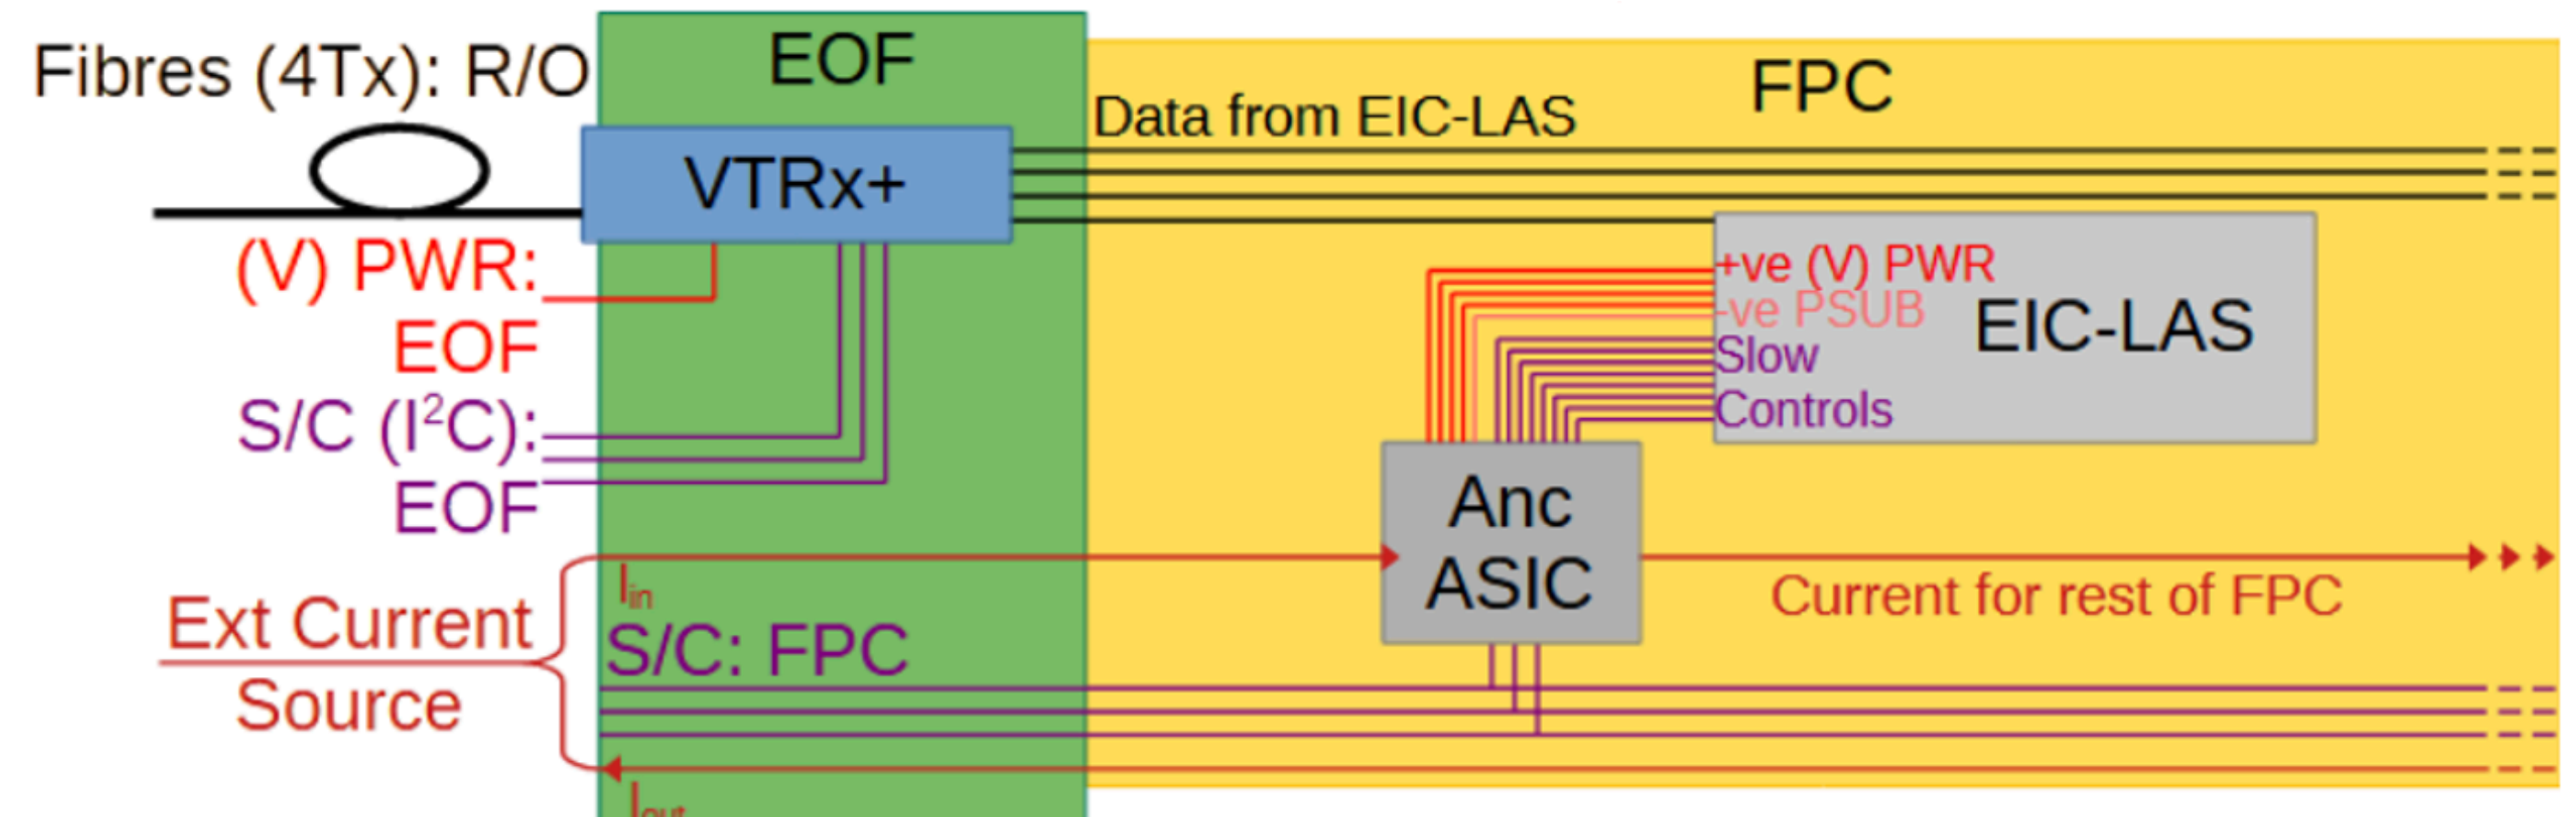 Fibres (4Tx): R/O
EOF
FPC
Data from EIC-LAS
VTRx+
(V) PWR:
EOF
+ve (V) PWR
-ve PSUB
EIC-LAS
Slow
Controls
S/C (I²C):
EOF
Anc
ASIC
Iin
Ext Current
Source
Current for rest of FPC
S/C: FPC
Iout